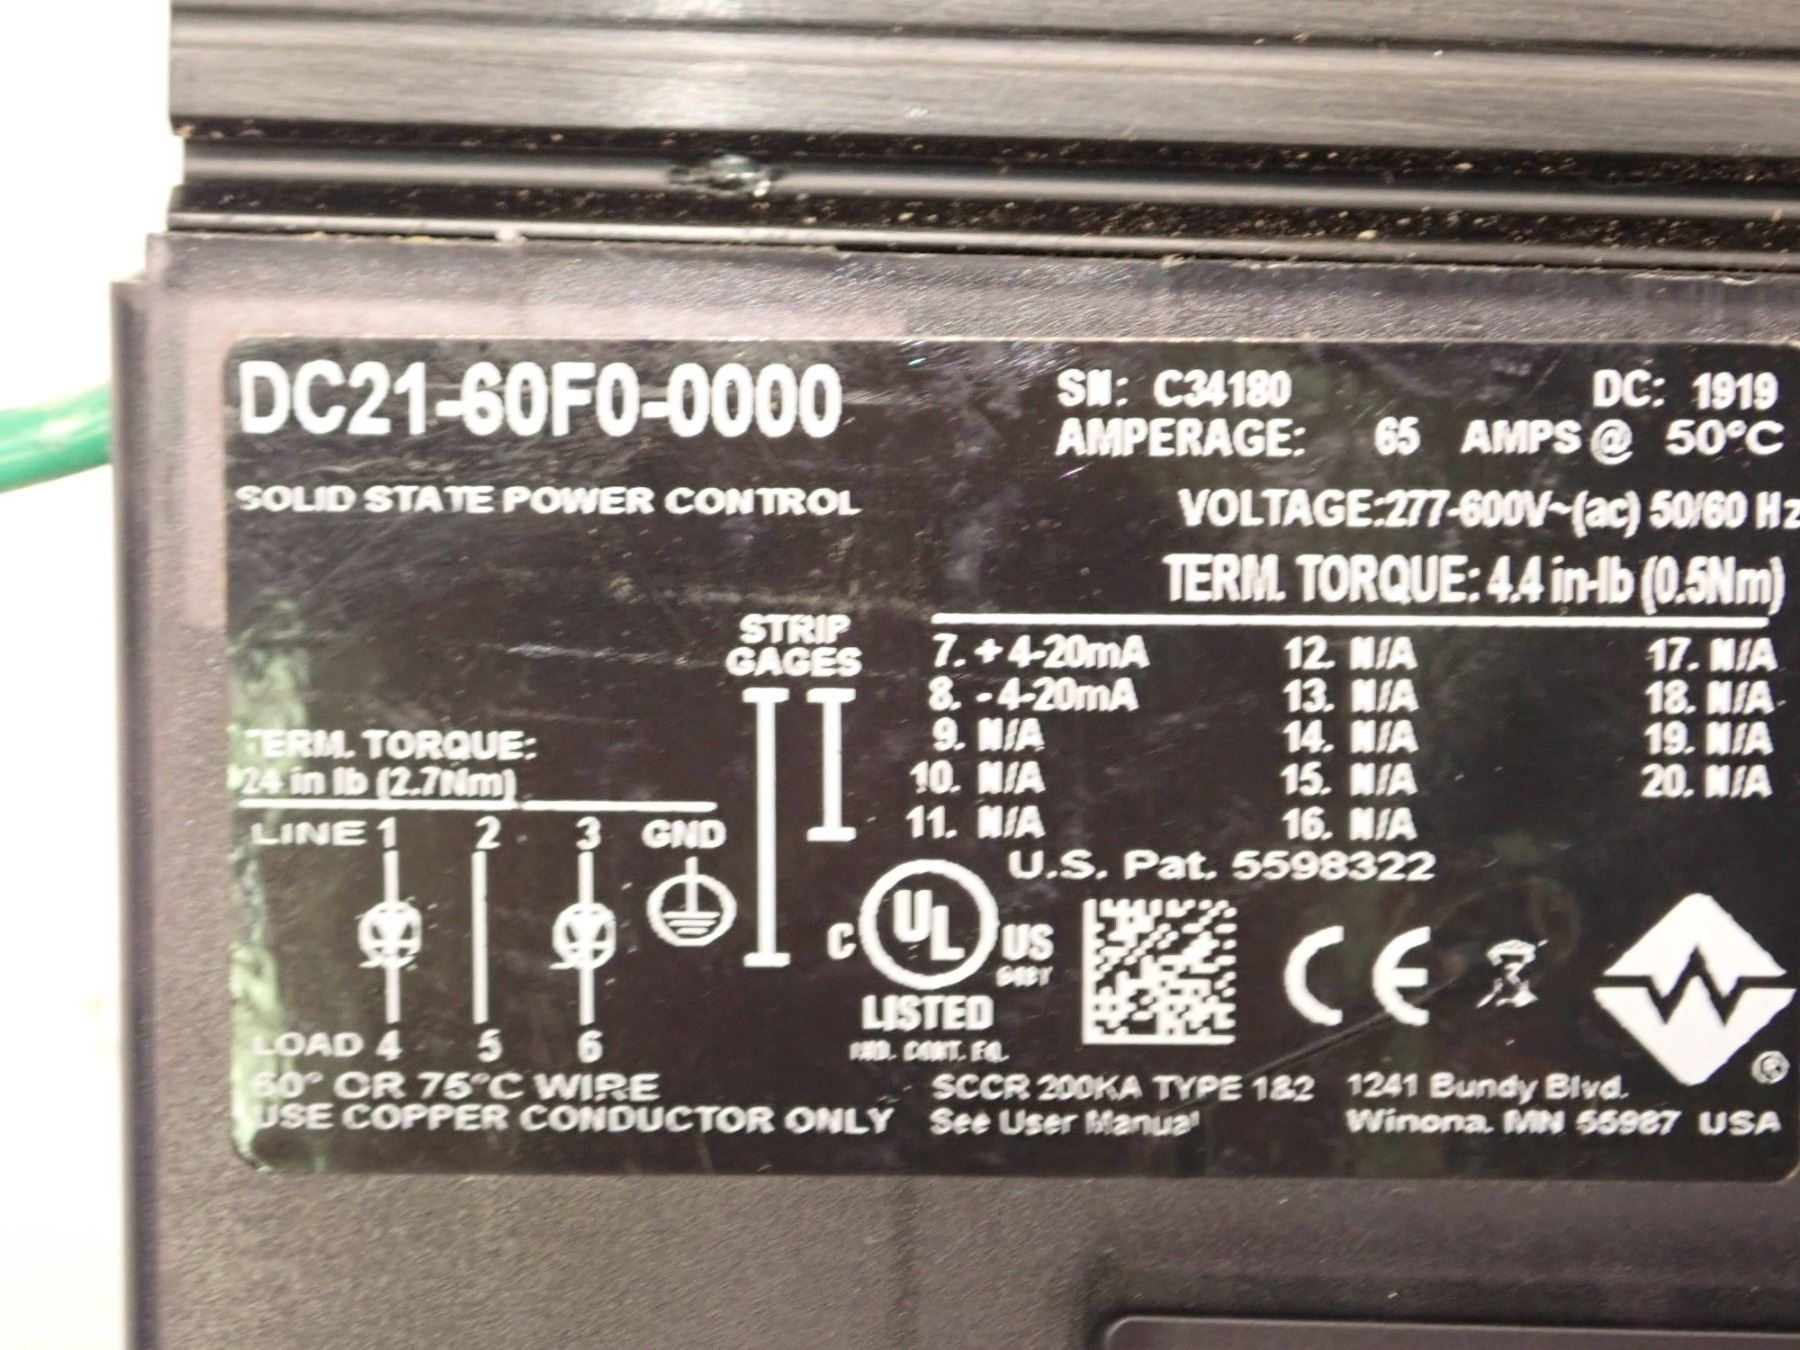 DC21-60F0-0000
SN: C34180 DC: 1919
AMPERAGE: 65 AMPS @ 50°C
SOLID STATE POWER CONTROL
VOLTAGE:277-600V~(ac) 50/60 Hz
TERM. TORQUE: 4.4 in-lb (0.5Nm)
STRIP
GAGES
7. + 4-20mA 12. N/A 17. N/A
8. - 4-20mA 13. N/A 18. N/A
9. N/A 14. N/A 19. N/A
10. N/A 15. N/A 20. N/A
11. N/A 16. N/A
TERM. TORQUE:
24 in lb (2.7Nm)
LINE 1 2 3 GND
LOAD 4 5 6
60° OR 75°C WIRE
USE COPPER CONDUCTOR ONLY
U.S. Pat. 5598322
C UL US
LISTED
IND. CONT. EQ.
CE
W ®
SCCR 200KA TYPE 1&2
See User Manual
1241 Bundy Blvd.
Winona, MN 55987 USA